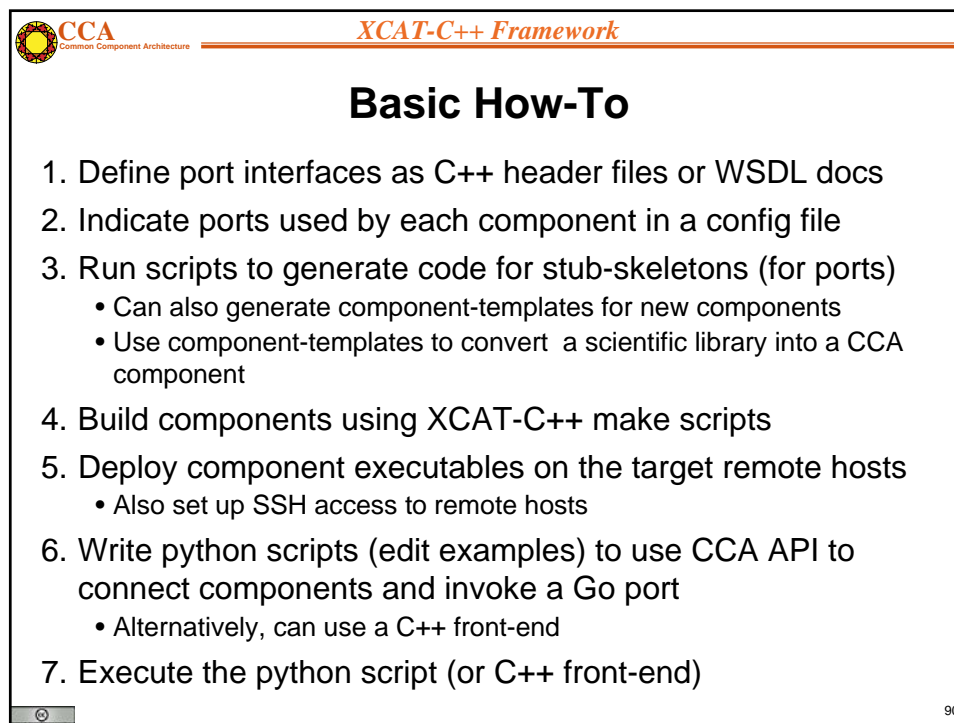 CCA
Common Component Architecture
XCAT-C++ Framework
Basic How-To
1. Define port interfaces as C++ header files or WSDL docs
2. Indicate ports used by each component in a config file
3. Run scripts to generate code for stub-skeletons (for ports)
• Can also generate component-templates for new components
• Use component-templates to convert a scientific library into a CCA
component
4. Build components using XCAT-C++ make scripts
5. Deploy component executables on the target remote hosts
• Also set up SSH access to remote hosts
6. Write python scripts (edit examples) to use CCA API to
connect components and invoke a Go port
• Alternatively, can use a C++ front-end
7. Execute the python script (or C++ front-end)
cc
90